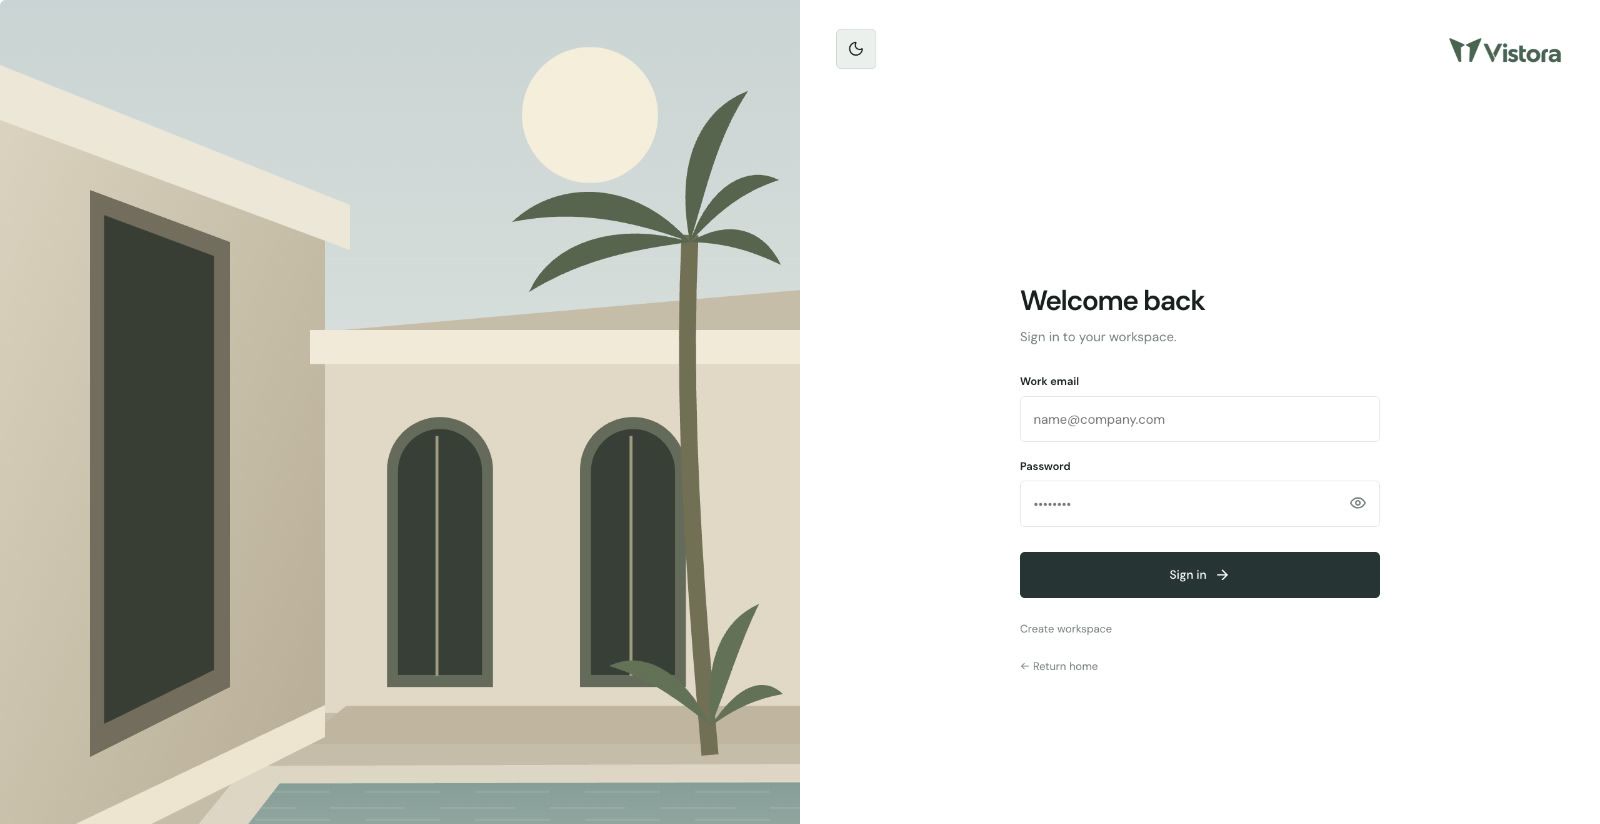 Vistora
Welcome back
Sign in to your workspace.
Work email
name@company.com
Password
••••••••
Sign in →
Create workspace
← Return home